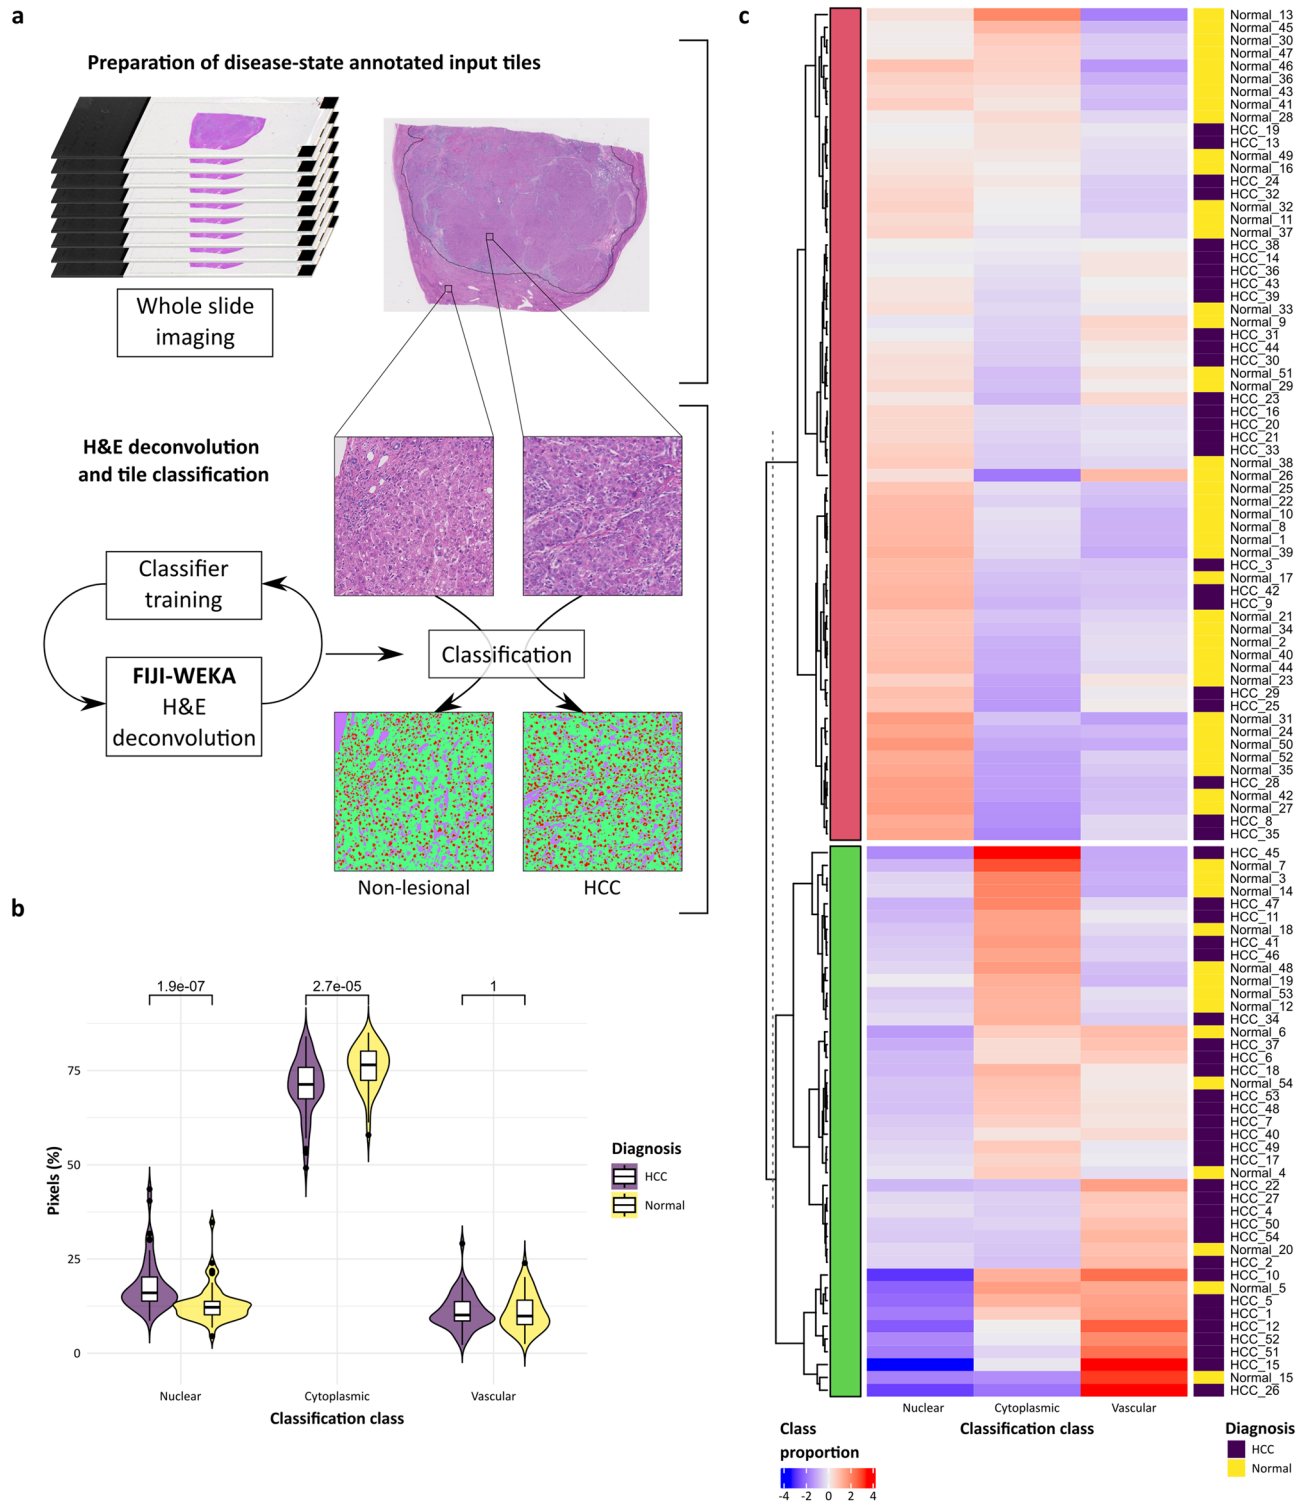 a
Preparation of disease-state annotated input tiles
Whole slide
imaging
H&E deconvolution
and tile classification
Classifier
training
FIJI-WEKA
H&E
deconvolution
Classification
Non-lesional
HCC
b
1.9e-07
2.7e-05
1
75
50
25
0
Pixels (%)
Nuclear
Cytoplasmic
Vascular
Classification class
Diagnosis
HCC
Normal
c
Normal_13
Normal_45
Normal_30
Normal_47
Normal_46
Normal_36
Normal_43
Normal_41
Normal_28
HCC_19
HCC_13
Normal_49
Normal_16
HCC_24
HCC_32
Normal_32
Normal_11
Normal_37
HCC_38
HCC_14
HCC_36
HCC_43
HCC_39
Normal_33
Normal_9
HCC_31
HCC_44
HCC_30
Normal_51
Normal_29
HCC_23
HCC_16
HCC_20
HCC_21
HCC_33
Normal_38
Normal_26
Normal_25
Normal_22
Normal_10
Normal_8
Normal_1
Normal_39
HCC_3
Normal_17
HCC_42
HCC_9
Normal_21
Normal_34
Normal_2
Normal_40
Normal_44
Normal_23
HCC_29
HCC_25
Normal_31
Normal_24
Normal_50
Normal_52
Normal_35
HCC_28
Normal_42
Normal_27
HCC_8
HCC_35
HCC_45
Normal_7
Normal_3
Normal_14
HCC_47
HCC_11
Normal_18
HCC_41
HCC_46
Normal_48
Normal_19
Normal_53
Normal_12
HCC_34
Normal_6
HCC_37
HCC_6
HCC_18
Normal_54
HCC_53
HCC_48
HCC_7
HCC_40
HCC_49
HCC_17
Normal_4
HCC_22
HCC_27
HCC_4
HCC_50
HCC_54
Normal_20
HCC_2
HCC_10
Normal_5
HCC_5
HCC_1
HCC_12
HCC_52
HCC_51
HCC_15
Normal_15
HCC_26
Nuclear
Cytoplasmic
Vascular
Classification class
Class
proportion
-4 -2 0 2 4
Diagnosis
HCC
Normal